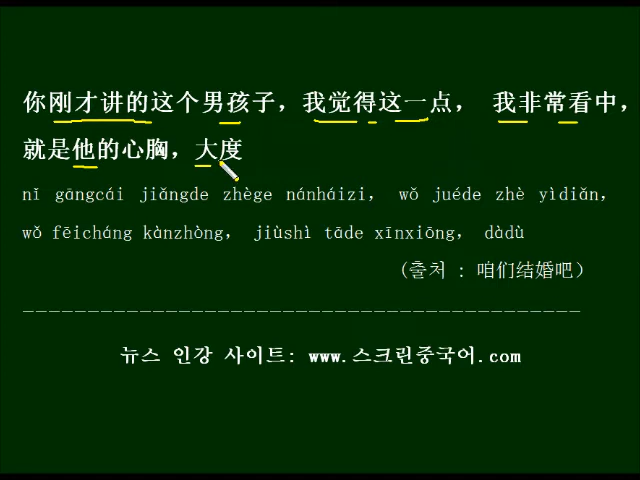 你刚才讲的这个男孩子，我觉得这一点， 我非常看中，
就是他的心胸，大度
nǐ gāngcái jiǎngde zhège nánháizi， wǒ juéde zhè yìdiǎn，
wǒ fēicháng kànzhòng， jiùshì tāde xīnxiōng， dàdù
(출처 : 咱们结婚吧）
뉴스 인강 사이트: www.스크린중국어.com